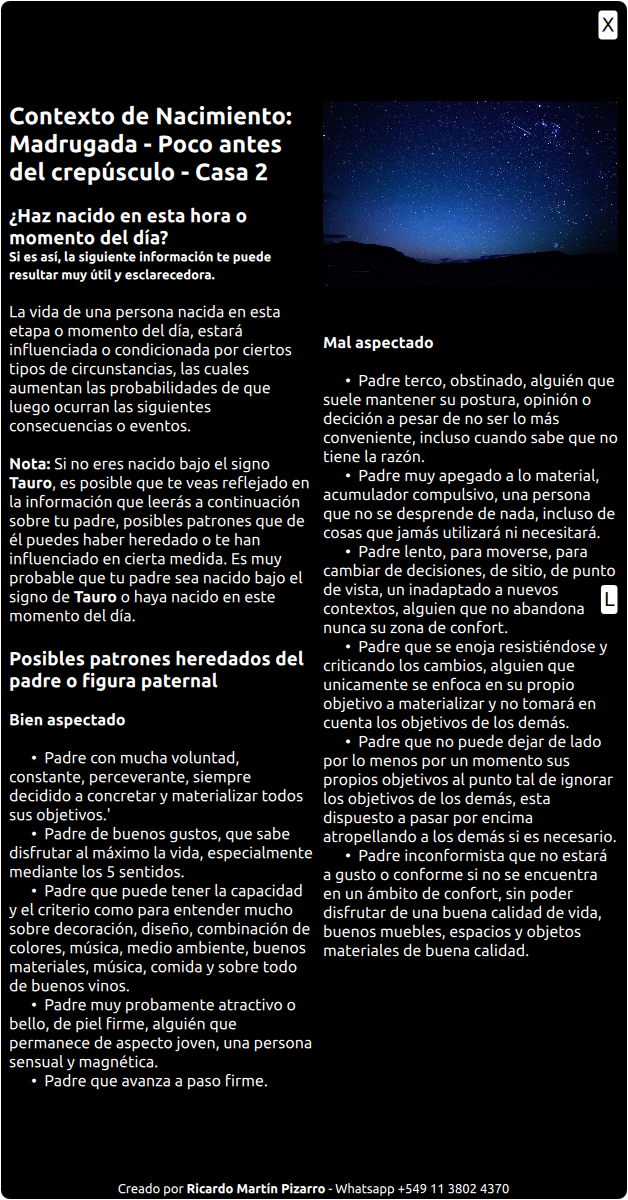 X
Contexto de Nacimiento:
Madrugada - Poco antes
del crepúsculo - Casa 2
¿Haz nacido en esta hora o
momento del día?
Si es así, la siguiente información te puede
resultar muy útil y esclarecedora.
La vida de una persona nacida en esta
etapa o momento del día, estará
influenciada o condicionada por ciertos
tipos de circunstancias, las cuales
aumentan las probabilidades de que
luego ocurran las siguientes
consecuencias o eventos.
Nota: Si no eres nacido bajo el signo
Tauro, es posible que te veas reflejado en
la información que leerás a continuación
sobre tu padre, posibles patrones que de
él puedes haber heredado o te han
influenciado en cierta medida. Es muy
probable que tu padre sea nacido bajo el
signo de Tauro o haya nacido en este
momento del día.
Posibles patrones heredados del
padre o figura paternal
Bien aspectado
• Padre con mucha voluntad,
constante, perceverante, siempre
decidido a concretar y materializar todos
sus objetivos.'
• Padre de buenos gustos, que sabe
disfrutar al máximo la vida, especialmente
mediante los 5 sentidos.
• Padre que puede tener la capacidad
y el criterio como para entender mucho
sobre decoración, diseño, combinación de
colores, música, medio ambiente, buenos
materiales, música, comida y sobre todo
de buenos vinos.
• Padre muy probamente atractivo o
bello, de piel firme, alguién que
permanece de aspecto joven, una persona
sensual y magnética.
• Padre que avanza a paso firme.
Mal aspectado
• Padre terco, obstinado, alguién que
suele mantener su postura, opinión o
decición a pesar de no ser lo más
conveniente, incluso cuando sabe que no
tiene la razón.
• Padre muy apegado a lo material,
acumulador compulsivo, una persona
que no se desprende de nada, incluso de
cosas que jamás utilizará ni necesitará.
• Padre lento, para moverse, para
cambiar de decisiones, de sitio, de punto
de vista, un inadaptado a nuevos
contextos, alguien que no abandona
nunca su zona de confort.
• Padre que se enoja resistiéndose y
criticando los cambios, alguien que
unicamente se enfoca en su propio
objetivo a materializar y no tomará en
cuenta los objetivos de los demás.
• Padre que no puede dejar de lado
por lo menos por un momento sus
propios objetivos al punto tal de ignorar
los objetivos de los demás, esta
dispuesto a pasar por encima
atropellando a los demás si es necesario.
• Padre inconformista que no estará
a gusto o conforme si no se encuentra
en un ámbito de confort, sin poder
disfrutar de una buena calidad de vida,
buenos muebles, espacios y objetos
materiales de buena calidad.
L
Creado por Ricardo Martín Pizarro - Whatsapp +549 11 3802 4370